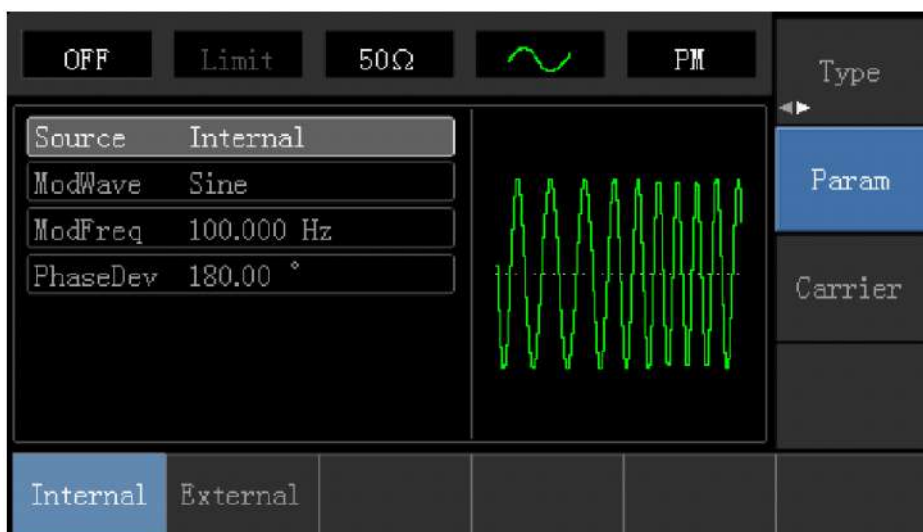 OFF Limit 50Ω PM
Type
Source Internal
ModWave Sine
ModFreq 100.000 Hz
PhaseDev 180.00 °
Param
Carrier
Internal External